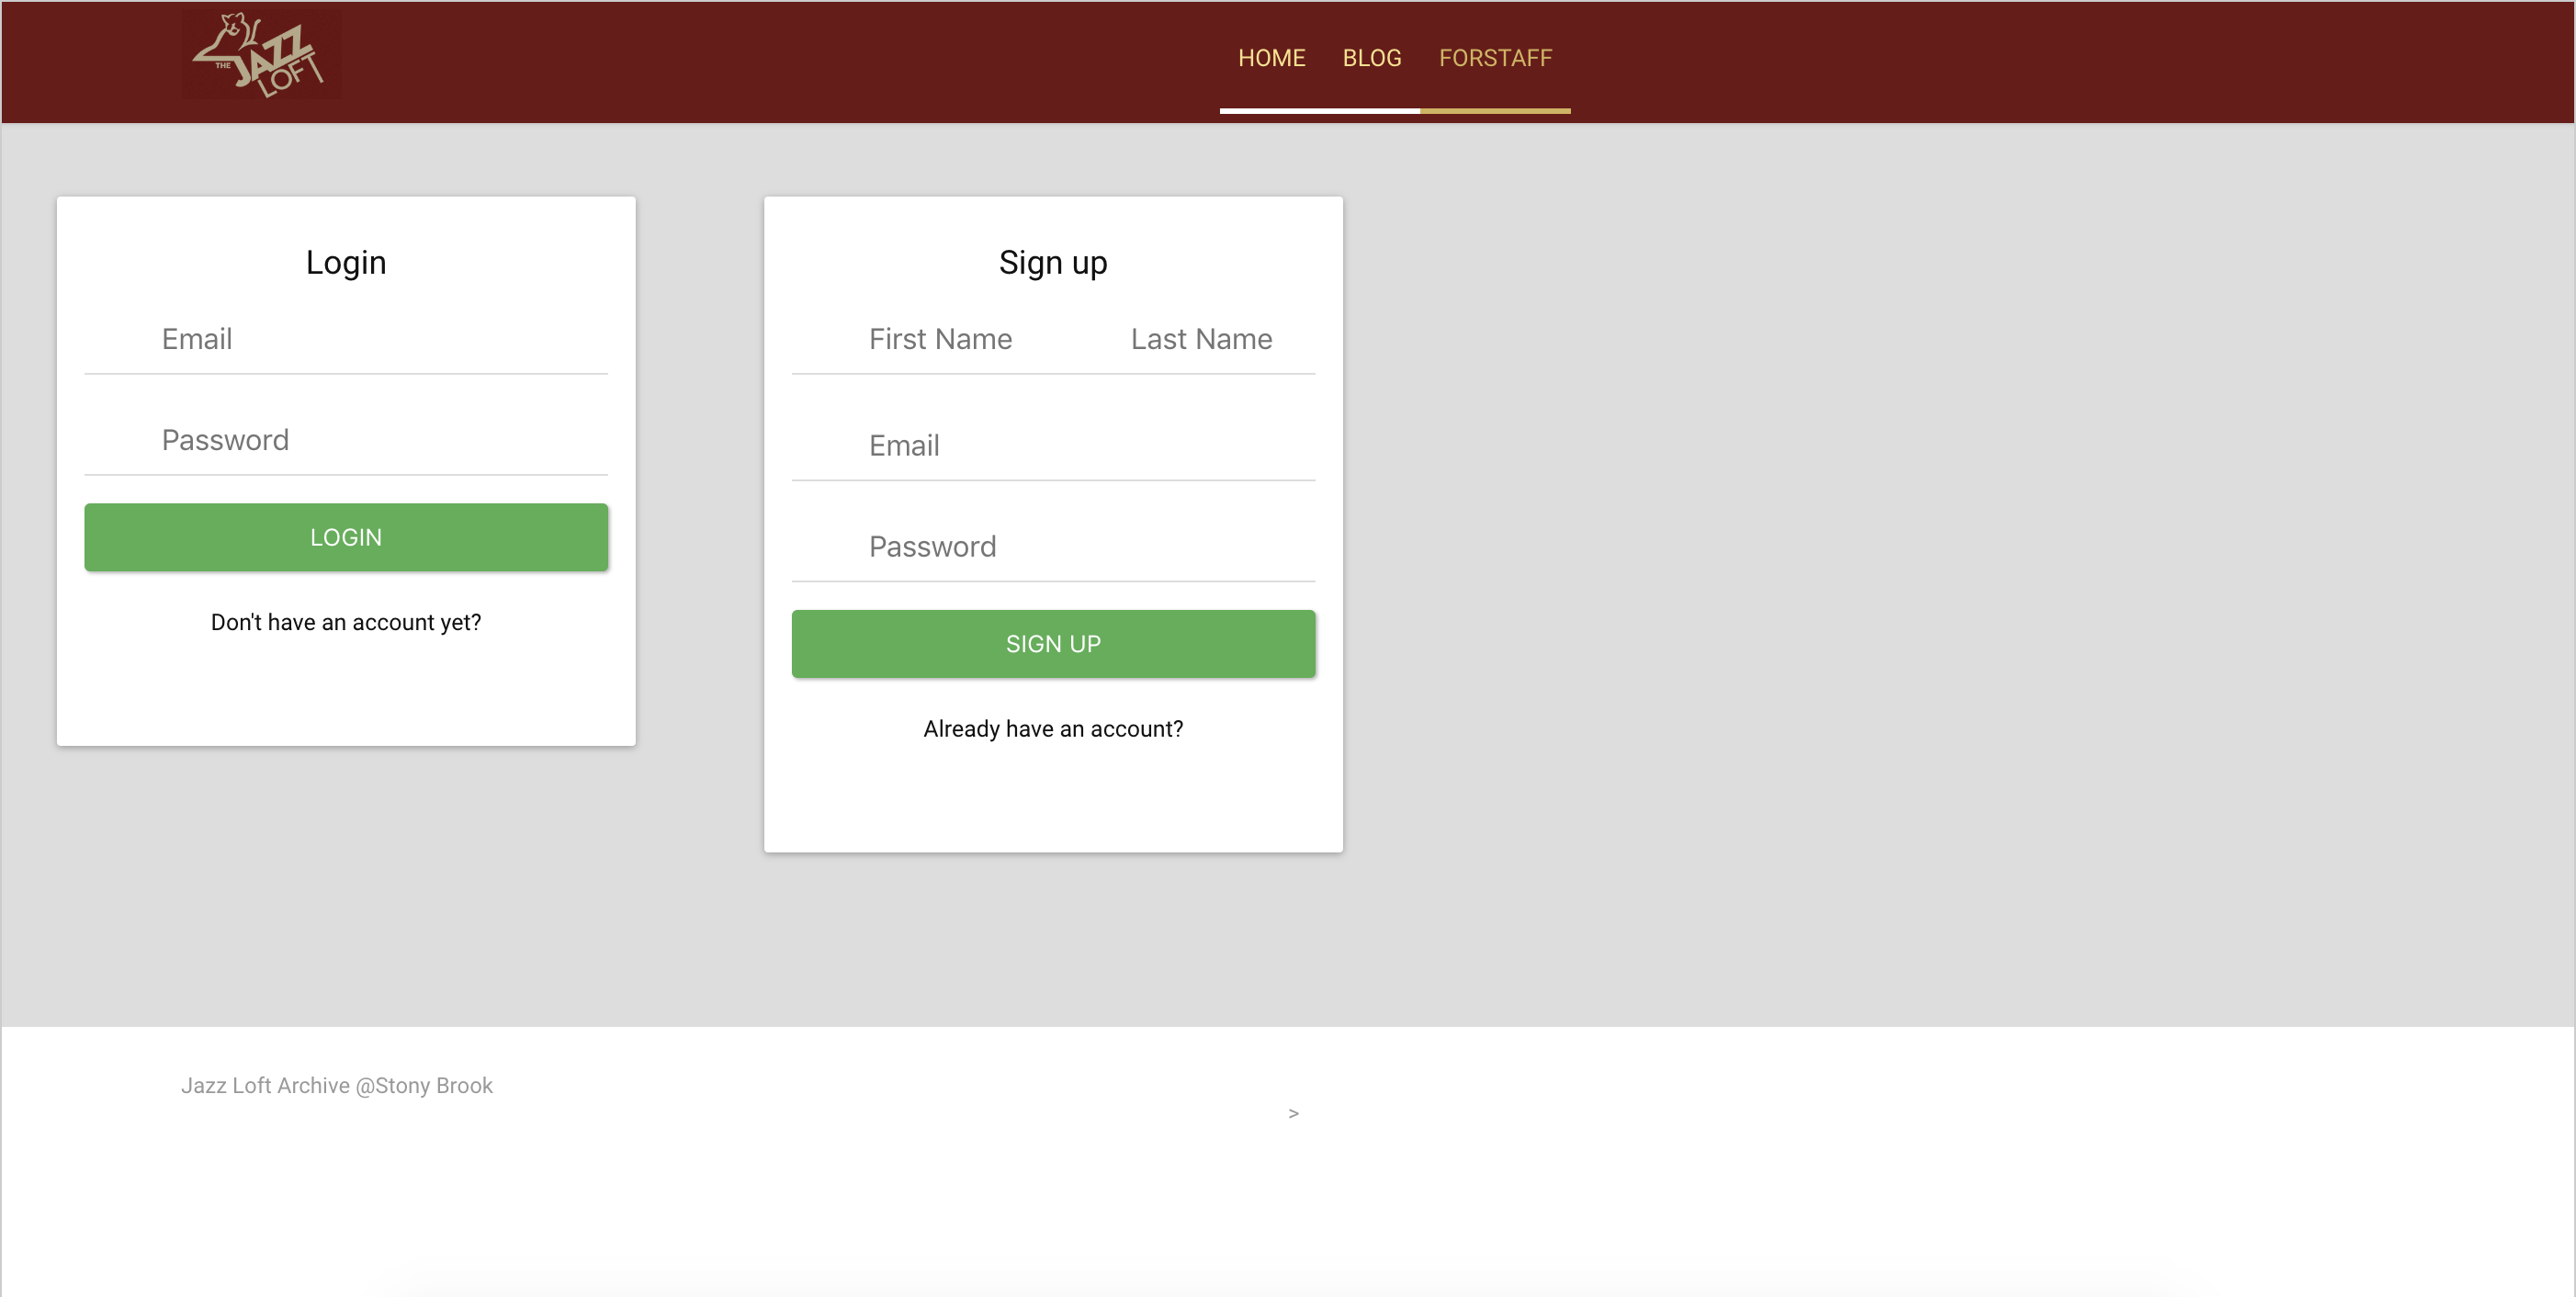 THE JAZZ LOFT
HOME BLOG FORSTAFF
Login
Email
Password
LOGIN
Don't have an account yet?
Sign up
First Name Last Name
Email
Password
SIGN UP
Already have an account?
Jazz Loft Archive @Stony Brook
>